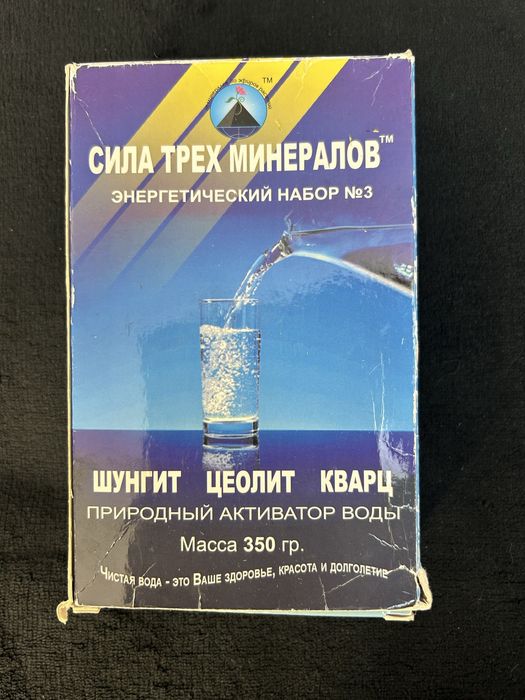 ™
СИЛА ТРЕХ МИНЕРАЛОВ™
ЭНЕРГЕТИЧЕСКИЙ НАБОР №3
ШУНГИТ ЦЕОЛИТ КВАРЦ
ПРИРОДНЫЙ АКТИВАТОР ВОДЫ
Масса 350 гр.
Чистая вода - это Ваше здоровье, красота и долголетие